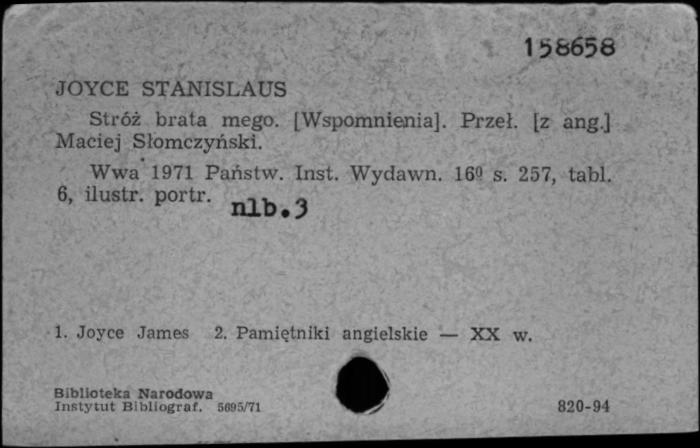 158658
JOYCE STANISLAUS
Stróż brata mego. [Wspomnienia]. Przeł. [z ang.]
Maciej Słomczyński.
Wwa 1971 Państw. Inst. Wydawn. 16º s. 257, tabl.
6, ilustr. portr.
nlb.3
1. Joyce James 2. Pamiętniki angielskie — XX w.
Biblioteka Narodowa
Instytut Bibliograf. 5695/71
820-94